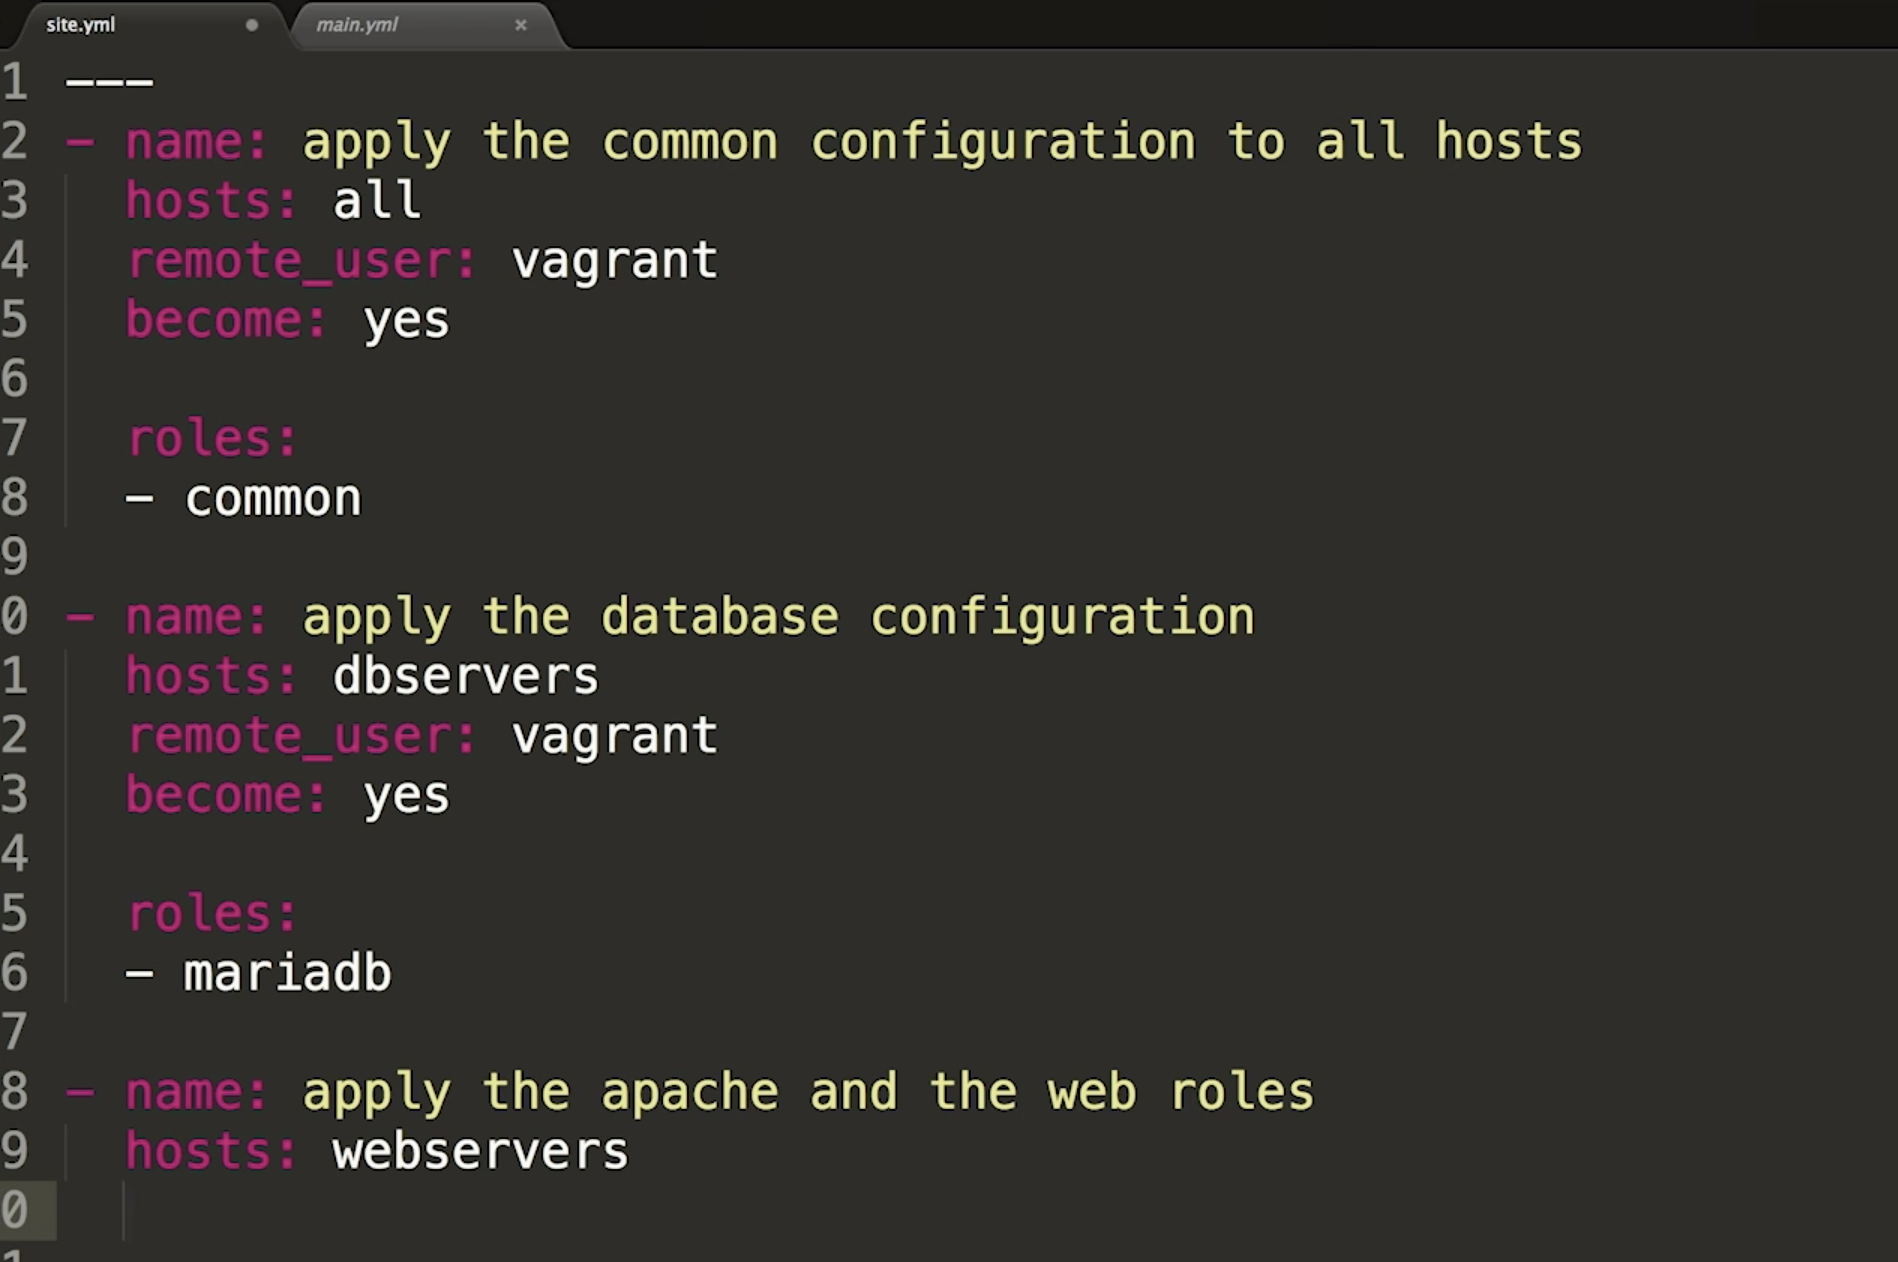 site.yml
main.yml ×
1 ---
2 - name: apply the common configuration to all hosts
3 hosts: all
4 remote_user: vagrant
5 become: yes
6
7 roles:
8 - common
9
0 - name: apply the database configuration
1 hosts: dbservers
2 remote_user: vagrant
3 become: yes
4
5 roles:
6 - mariadb
7
8 - name: apply the apache and the web roles
9 hosts: webservers
0
1